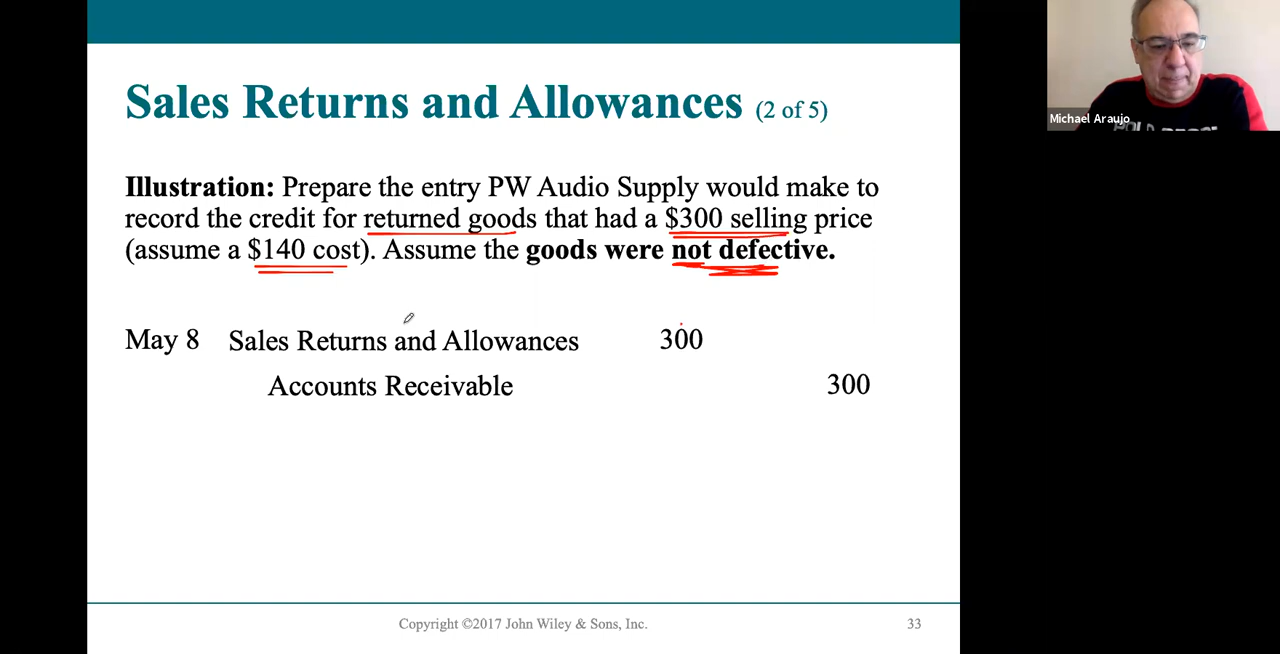 Sales Returns and Allowances (2 of 5)
Illustration: Prepare the entry PW Audio Supply would make to
record the credit for returned goods that had a $300 selling price
(assume a $140 cost). Assume the goods were not defective.
May 8 Sales Returns and Allowances 300
Accounts Receivable 300
Copyright ©2017 John Wiley & Sons, Inc. 33
Michael Araujo